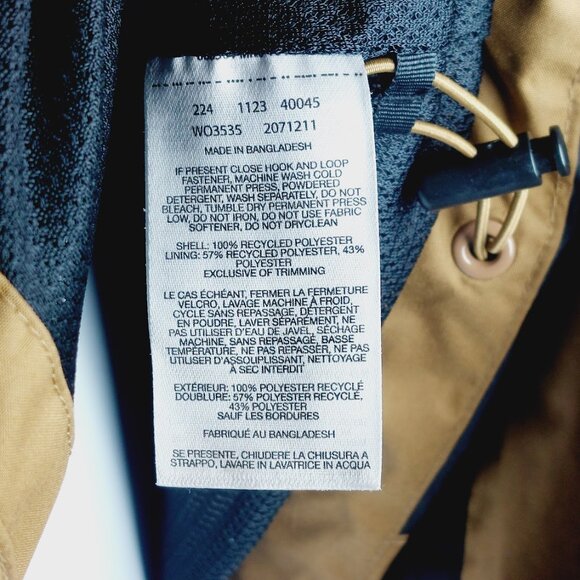 224 1123 40045
WO3535 2071211
MADE IN BANGLADESH
IF PRESENT CLOSE HOOK AND LOOP
FASTENER, MACHINE WASH COLD
PERMANENT PRESS, POWDERED
DETERGENT, WASH SEPARATELY, DO NOT
BLEACH, TUMBLE DRY PERMANENT PRESS
LOW, DO NOT IRON, DO NOT USE FABRIC
SOFTENER, DO NOT DRYCLEAN
SHELL: 100% RECYCLED POLYESTER
LINING: 57% RECYCLED POLYESTER, 43%
POLYESTER
EXCLUSIVE OF TRIMMING
LE CAS ÉCHÉANT, FERMER LA FERMETURE
VELCRO, LAVAGE MACHINE À FROID,
CYCLE SANS REPASSAGE, DÉTERGENT
EN POUDRE, LAVER SÉPARÉMENT, NE
PAS UTILISER D'EAU DE JAVEL, SÉCHAGE
MACHINE, SANS REPASSAGE, BASSE
TEMPÉRATURE, NE PAS REPASSER, NE PAS
UTILISER D'ASSOUPLISSANT, NETTOYAGE
À SEC INTERDIT
EXTÉRIEUR: 100% POLYESTER RECYCLÉ
DOUBLURE: 57% POLYESTER RECYCLÉ,
43% POLYESTER
SAUF LES BORDURES
FABRIQUÉ AU BANGLADESH
SE PRESENTE, CHIUDERE LA CHIUSURA A
STRAPPO, LAVARE IN LAVATRICE IN ACQUA